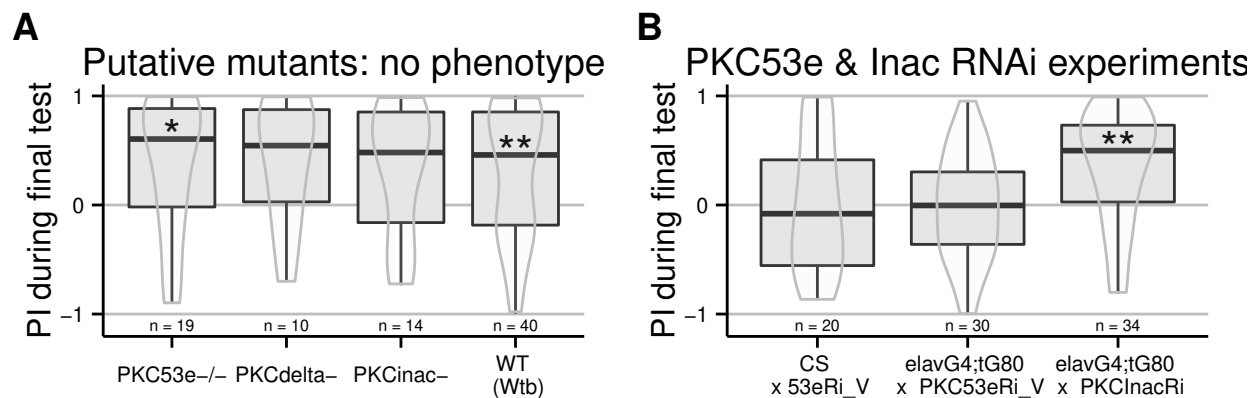 A
Putative mutants: no phenotype
PI during final test
1
0
−1
*
**
n = 19
n = 10
n = 14
n = 40
PKC53e−/−
PKCdelta−
PKCinac−
WT
(Wtb)
B
PKC53e & Inac RNAi experiments
PI during final test
1
0
−1
**
n = 20
n = 30
n = 34
CS
x 53eRi_V
elavG4;tG80
x PKC53eRi_V
elavG4;tG80
x PKCInacRi